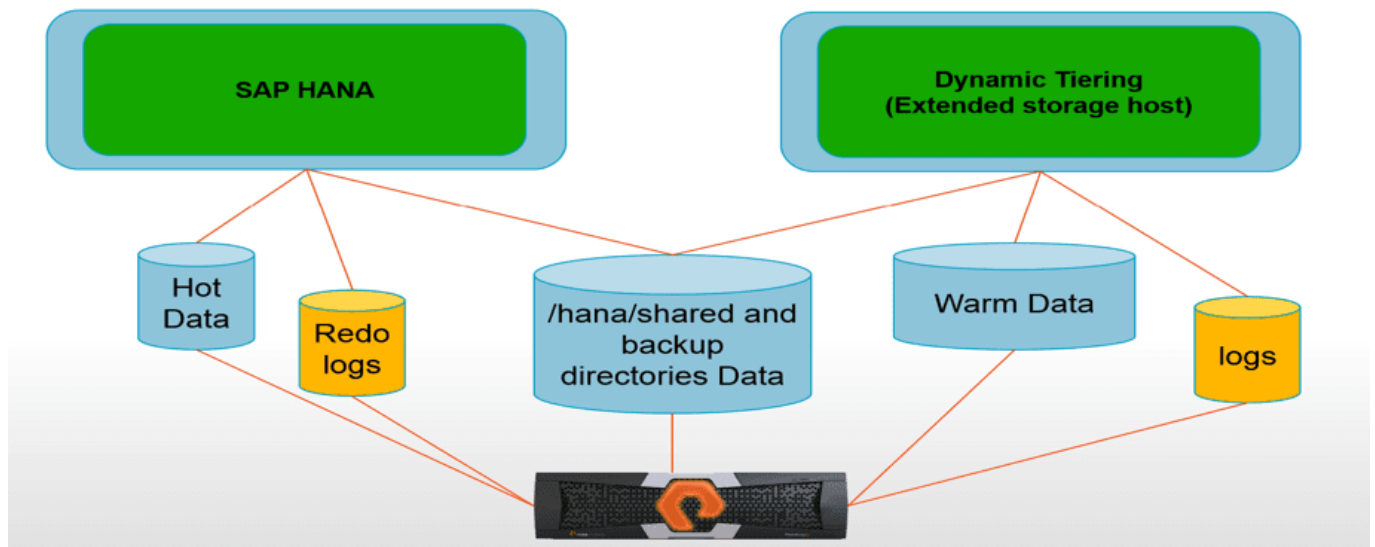 SAP HANA
Dynamic Tiering
(Extended storage host)
Hot
Data
Redo
logs
/hana/shared and
backup
directories Data
Warm Data
logs